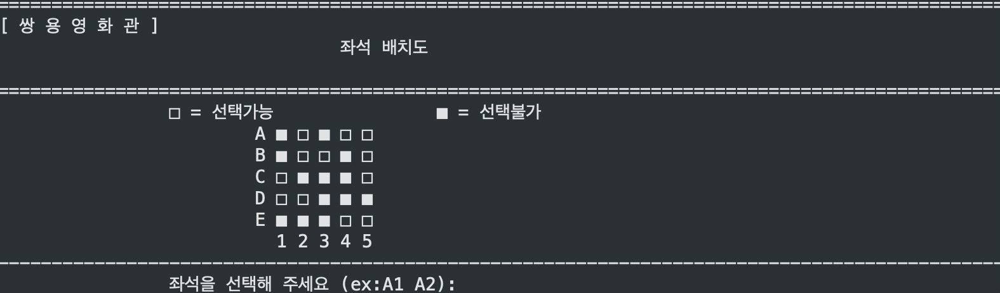 [ 쌍 용 영 화 관 ]
좌석 배치도
□ = 선택가능 ■ = 선택불가
A ■ □ ■ □ □
B ■ □ □ ■ □
C □ ■ ■ ■ □
D □ □ ■ ■ ■
E ■ ■ ■ □ □
1 2 3 4 5
좌석을 선택해 주세요 (ex:A1 A2):